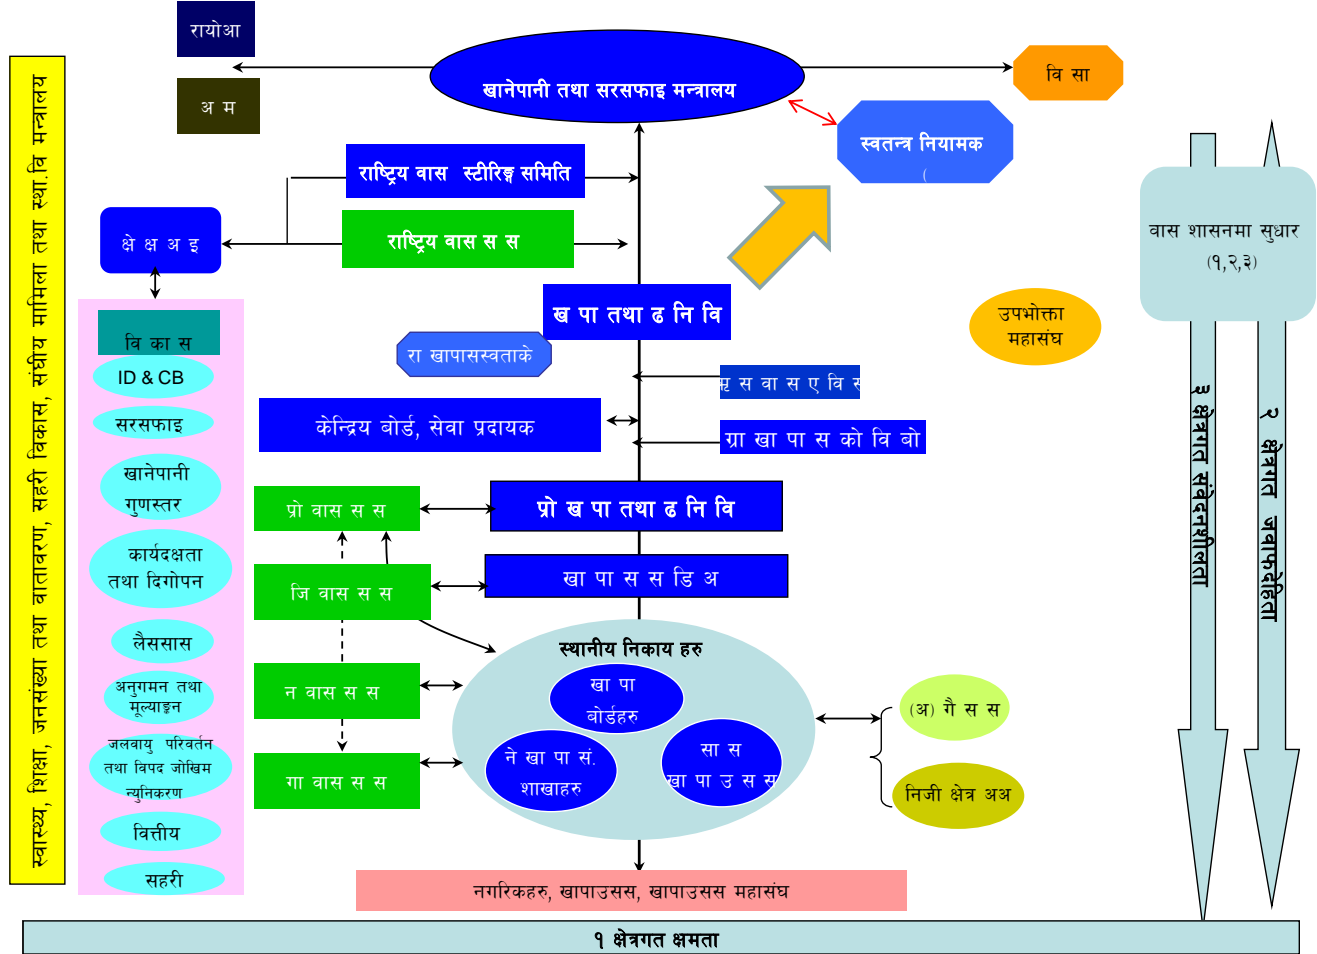 रायोआ
अ म
खानेपानी तथा सरसफाइ मन्त्रालय
वि सा
स्वतन्त्र नियामक
(
राष्ट्रिय वास स्टीरिङ्ग समिति
राष्ट्रिय वास स स
क्षे क्ष अ इ
वास शासनमा सुधार
(१,२,३)
स्वास्थ्य, शिक्षा, जनसंख्या तथा वातावरण, सहरी विकास, संघीय मामिला तथा स्था.वि मन्त्रालय
ख पा तथा ढ नि वि
उपभोक्ता
महासंघ
रा खापासस्वताके
वि का स
ID & CB
सरसफाइ
खानेपानी
गुणस्तर
कार्यदक्षता
तथा दिगोपन
लैससास
अनुगमन तथा
मूल्याङ्कन
जलवायु परिवर्तन
तथा विपद जोखिम
न्युनिकरण
वित्तीय
सहरी
स वा स ए वि
केन्द्रिय बोर्ड, सेवा प्रदायक
ग्रा खा पा स को वि बो
प्रो वास स स
प्रो ख पा तथा ढ नि वि
जि वास स स
खा पा स स डि अ
न वास स स
गा वास स स
स्थानीय निकाय हरु
खा पा
बोर्डहरु
ने खा पा सं.
शाखाहरु
सा स
खा पा उ स स
(अ) गै स स
निजी क्षेत्र अअ
३ क्षेत्रगत संवेदनशीलता
२ क्षेत्रगत जवाफदेहिता
नगरिकहरु, खापाउसस, खापाउसस महासंघ
१ क्षेत्रगत क्षमता